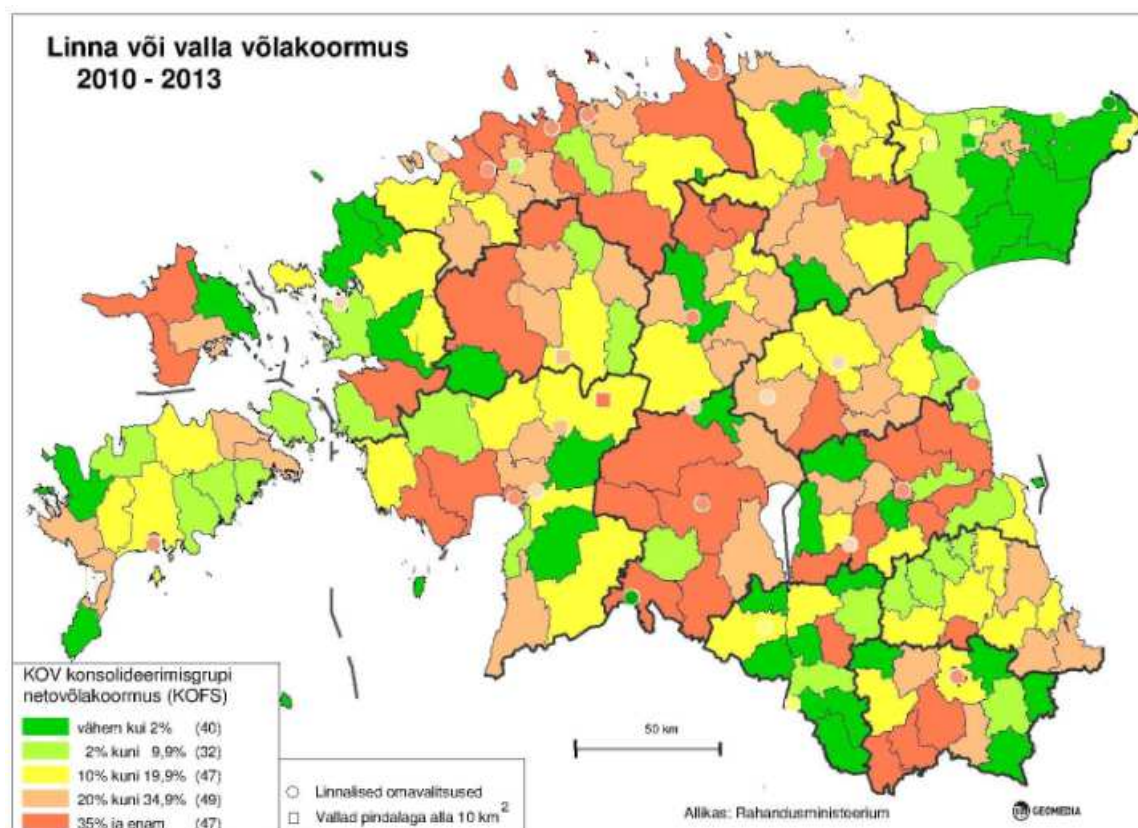 Linna või valla võlakoormus
2010 - 2013
KOV konsolideerimisgrupi
netovõlakoormus (KOFS)
vähem kui 2% (40)
2% kuni 9,9% (32)
10% kuni 19,9% (47)
20% kuni 34,9% (49)
35% ja enam (47)
Linnalised omavalitsused
Vallad pindalaga alla 10 km²
50 km
Allikas: Rahandusministeerium
GEOMEDIA